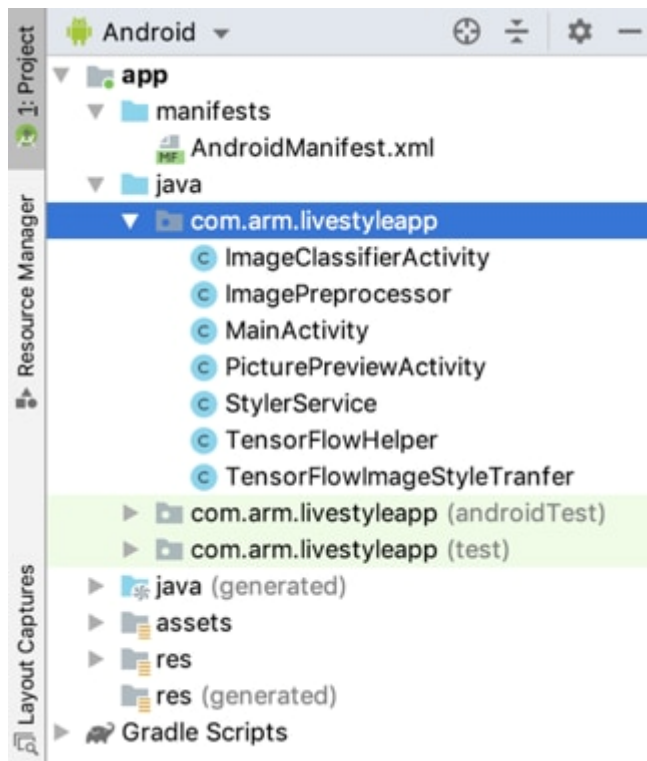 Android
1: Project
Resource Manager
Layout Captures
app
manifests
MF
AndroidManifest.xml
java
com.arm.livestyleapp
C ImageClassifierActivity
C ImagePreprocessor
C MainActivity
C PicturePreviewActivity
C StylerService
C TensorFlowHelper
C TensorFlowImageStyleTranfer
com.arm.livestyleapp (androidTest)
com.arm.livestyleapp (test)
java (generated)
assets
res
res (generated)
Gradle Scripts